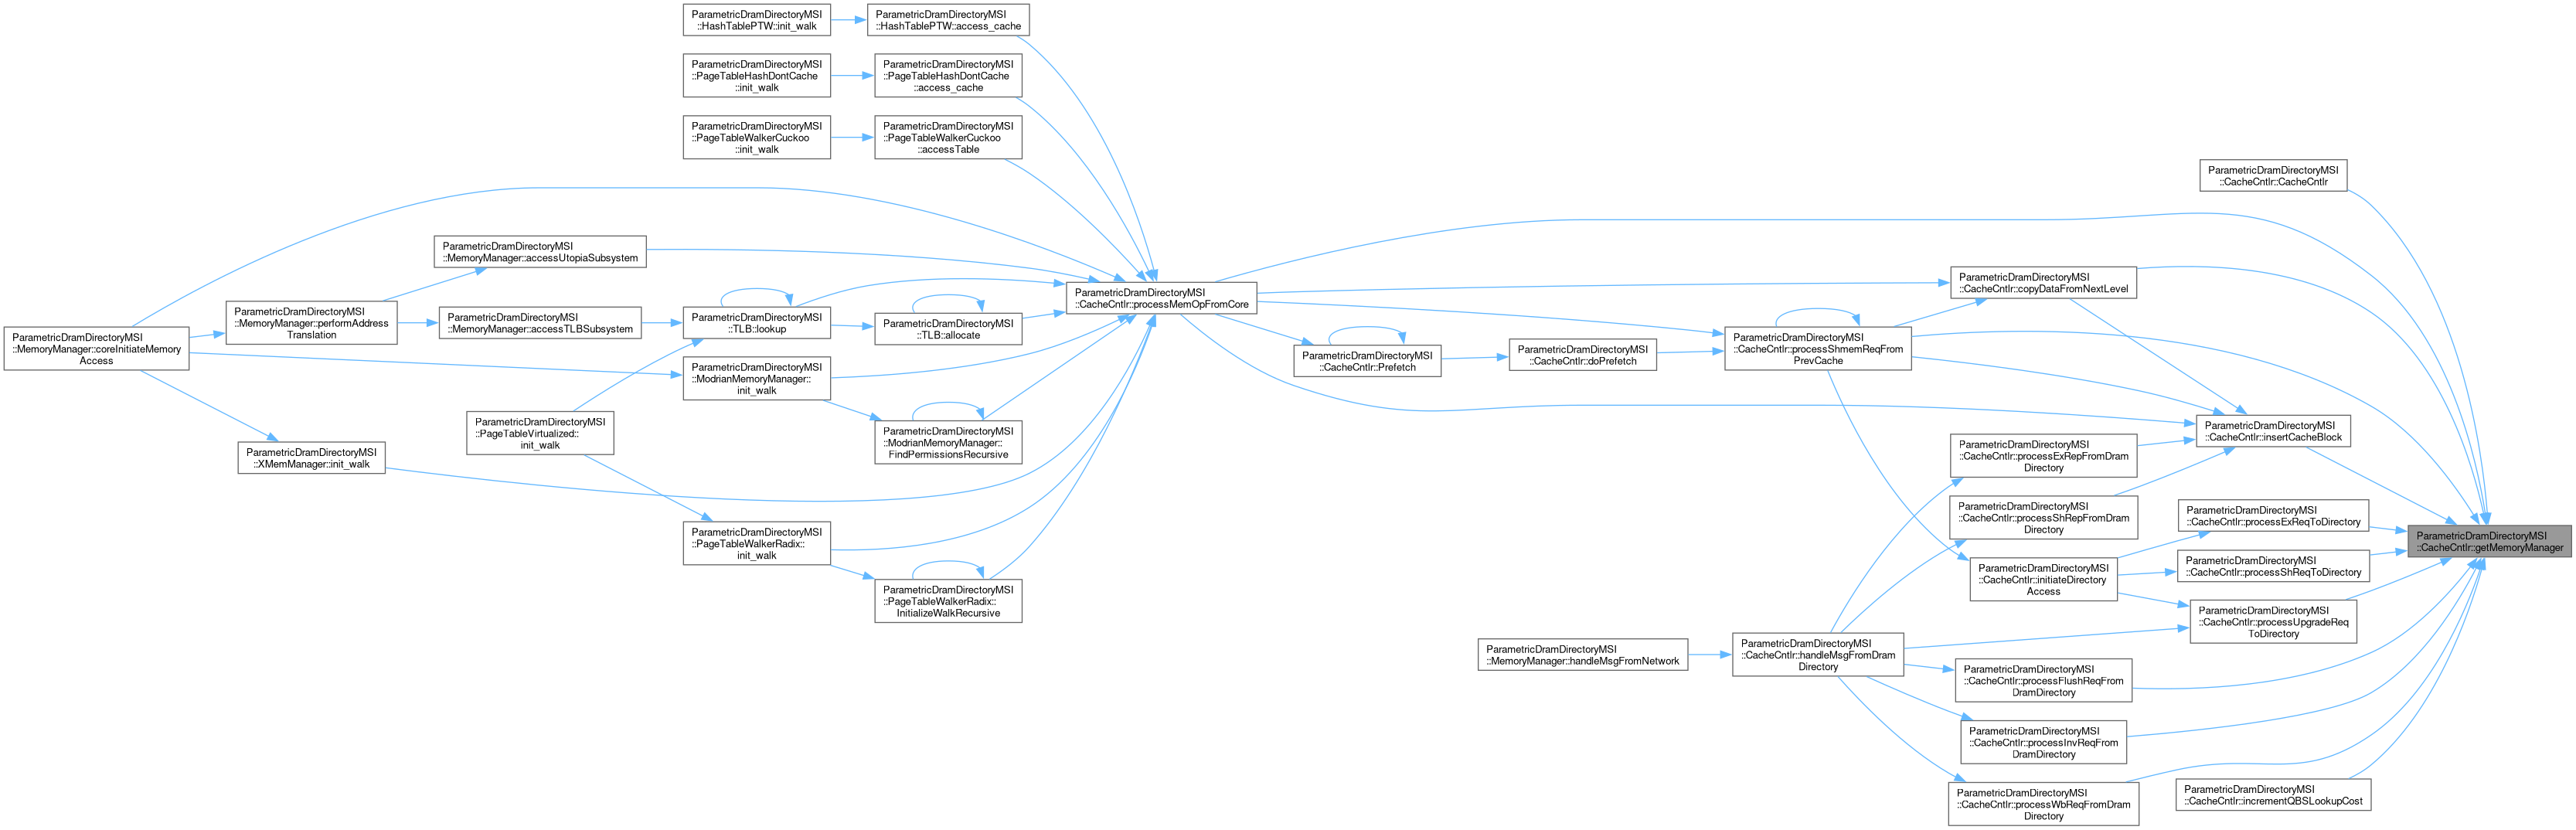 ParametricDramDirectoryMSI
::HashTablePTW::init_walk
ParametricDramDirectoryMSI
::HashTablePTW::access_cache
ParametricDramDirectoryMSI
::PageTableHashDontCache
::init_walk
ParametricDramDirectoryMSI
::PageTableHashDontCache
::access_cache
ParametricDramDirectoryMSI
::PageTableWalkerCuckoo
::init_walk
ParametricDramDirectoryMSI
::PageTableWalkerCuckoo
::accessTable
ParametricDramDirectoryMSI
::CacheCntlr::CacheCntlr
ParametricDramDirectoryMSI
::MemoryManager::accessUtopiaSubsystem
ParametricDramDirectoryMSI
::CacheCntlr::processMemOpFromCore
ParametricDramDirectoryMSI
::CacheCntlr::copyDataFromNextLevel
ParametricDramDirectoryMSI
::MemoryManager::performAddress
Translation
ParametricDramDirectoryMSI
::MemoryManager::accessTLBSubsystem
ParametricDramDirectoryMSI
::TLB::lookup
ParametricDramDirectoryMSI
::TLB::allocate
ParametricDramDirectoryMSI
::MemoryManager::coreInitiateMemory
Access
ParametricDramDirectoryMSI
::CacheCntlr::Prefetch
ParametricDramDirectoryMSI
::CacheCntlr::doPrefetch
ParametricDramDirectoryMSI
::CacheCntlr::processShmemReqFrom
PrevCache
ParametricDramDirectoryMSI
::ModrianMemoryManager::
init_walk
ParametricDramDirectoryMSI
::PageTableVirtualized::
init_walk
ParametricDramDirectoryMSI
::ModrianMemoryManager::
FindPermissionsRecursive
ParametricDramDirectoryMSI
::CacheCntlr::insertCacheBlock
ParametricDramDirectoryMSI
::XMemManager::init_walk
ParametricDramDirectoryMSI
::CacheCntlr::processExRepFromDram
Directory
ParametricDramDirectoryMSI
::CacheCntlr::processShRepFromDram
Directory
ParametricDramDirectoryMSI
::CacheCntlr::processExReqToDirectory
ParametricDramDirectoryMSI
::CacheCntlr::getMemoryManager
ParametricDramDirectoryMSI
::PageTableWalkerRadix::
init_walk
ParametricDramDirectoryMSI
::CacheCntlr::processShReqToDirectory
ParametricDramDirectoryMSI
::CacheCntlr::initiateDirectory
Access
ParametricDramDirectoryMSI
::PageTableWalkerRadix::
InitializeWalkRecursive
ParametricDramDirectoryMSI
::CacheCntlr::processUpgradeReq
ToDirectory
ParametricDramDirectoryMSI
::MemoryManager::handleMsgFromNetwork
ParametricDramDirectoryMSI
::CacheCntlr::handleMsgFromDram
Directory
ParametricDramDirectoryMSI
::CacheCntlr::processFlushReqFrom
DramDirectory
ParametricDramDirectoryMSI
::CacheCntlr::processInvReqFrom
DramDirectory
ParametricDramDirectoryMSI
::CacheCntlr::processWbReqFromDram
Directory
ParametricDramDirectoryMSI
::CacheCntlr::incrementQBSLookupCost